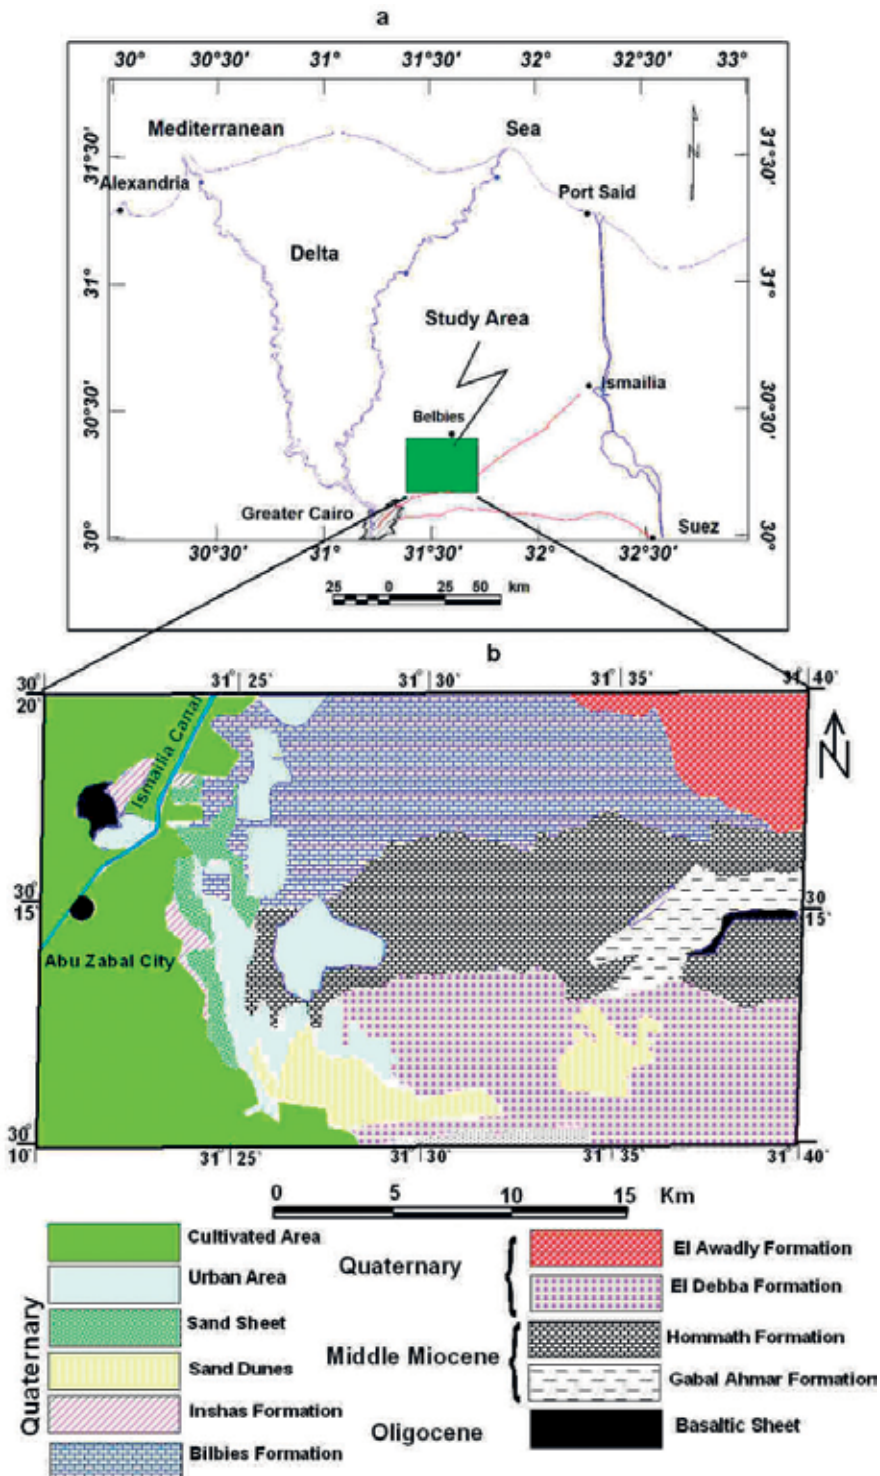 a
30° 30°30' 31° 31°30' 32° 32°30' 33°
Mediterranean Sea
N
31°30' 31°30'
Alexandria
Port Said
Delta
31° 31°
Study Area
Ismailia
30°30' 30°30'
Belbies
Greater Cairo
Suez
30° 30°
30°30' 31° 31°30' 32° 32°30'
25 0 25 50 km
b
30° 31° 25 31° 30' 31° 35' 31° 40'
20'
N
Ismailia Canal
30 30
15' 15'
Abu Zabal City
30
10' 31° 25 31° 30 31° 35 31° 40'
0 5 10 15 Km
Quaternary
Cultivated Area
Urban Area
Sand Sheet
Sand Dunes
Inshas Formation
Bilbies Formation
Quaternary
El Awadly Formation
El Debba Formation
Middle Miocene
Hommath Formation
Gabal Ahmar Formation
Oligocene
Basaltic Sheet